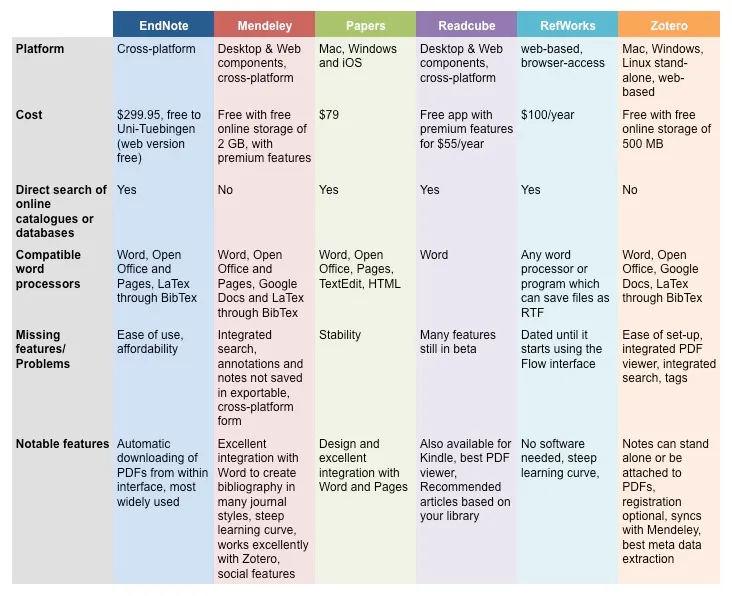 EndNote
Mendeley
Papers
Readcube
RefWorks
Zotero
Platform
Cross-platform
Desktop & Web
components,
cross-platform
Mac, Windows
and iOS
Desktop & Web
components,
cross-platform
web-based,
browser-access
Mac, Windows,
Linux stand-
alone, web-
based
Cost
$299.95, free to
Uni-Tuebingen
(web version
free)
Free with free
online storage of
2 GB, with
premium features
$79
Free app with
premium features
for $55/year
$100/year
Free with free
online storage of
500 MB
Direct search of
online
catalogues or
databases
Yes
No
Yes
Yes
Yes
No
Compatible
word
processors
Word, Open
Office and
Pages, LaTex
through BibTex
Word, Open
Office and
Pages, Google
Docs and LaTex
through BibTex
Word, Open
Office, Pages,
TextEdit, HTML
Word
Any word
processor or
program which
can save files as
RTF
Word, Open
Office, Google
Docs, LaTex
through BibTex
Missing
features/
Problems
Ease of use,
affordability
Integrated
search,
annotations and
notes not saved
in exportable,
cross-platform
form
Stability
Many features
still in beta
Dated until it
starts using the
Flow interface
Ease of set-up,
integrated PDF
viewer, integrated
search, tags
Notable features
Automatic
downloading of
PDFs from within
interface, most
widely used
Excellent
integration with
Word to create
bibliography in
many journal
styles, steep
learning curve,
works excellently
with Zotero,
social features
Design and
excellent
integration with
Word and Pages
Also available for
Kindle, best PDF
viewer,
Recommended
articles based on
your library
No software
needed, steep
learning curve,
Notes can stand
alone or be
attached to
PDFs,
registration
optional, syncs
with Mendeley,
best meta data
extraction